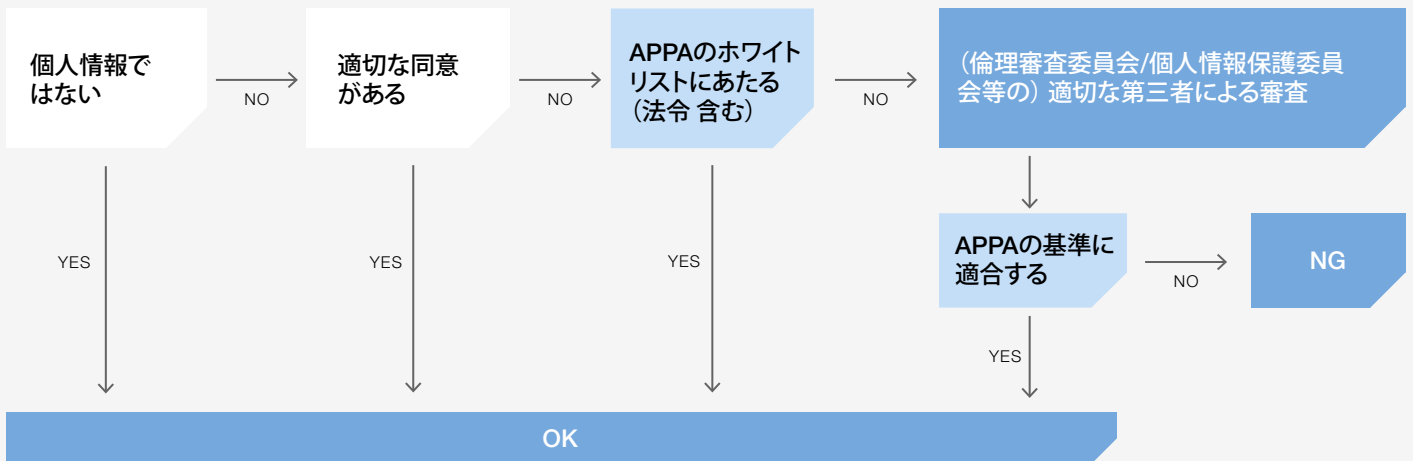 個人情報で
はない
NO
適切な同意
がある
NO
APPAのホワイト
リストにあたる
（法令 含む）
NO
（倫理審査委員会/個人情報保護委員
会等の）適切な第三者による審査
YES
YES
YES
APPAの基準に
適合する
NO
NG
YES
OK